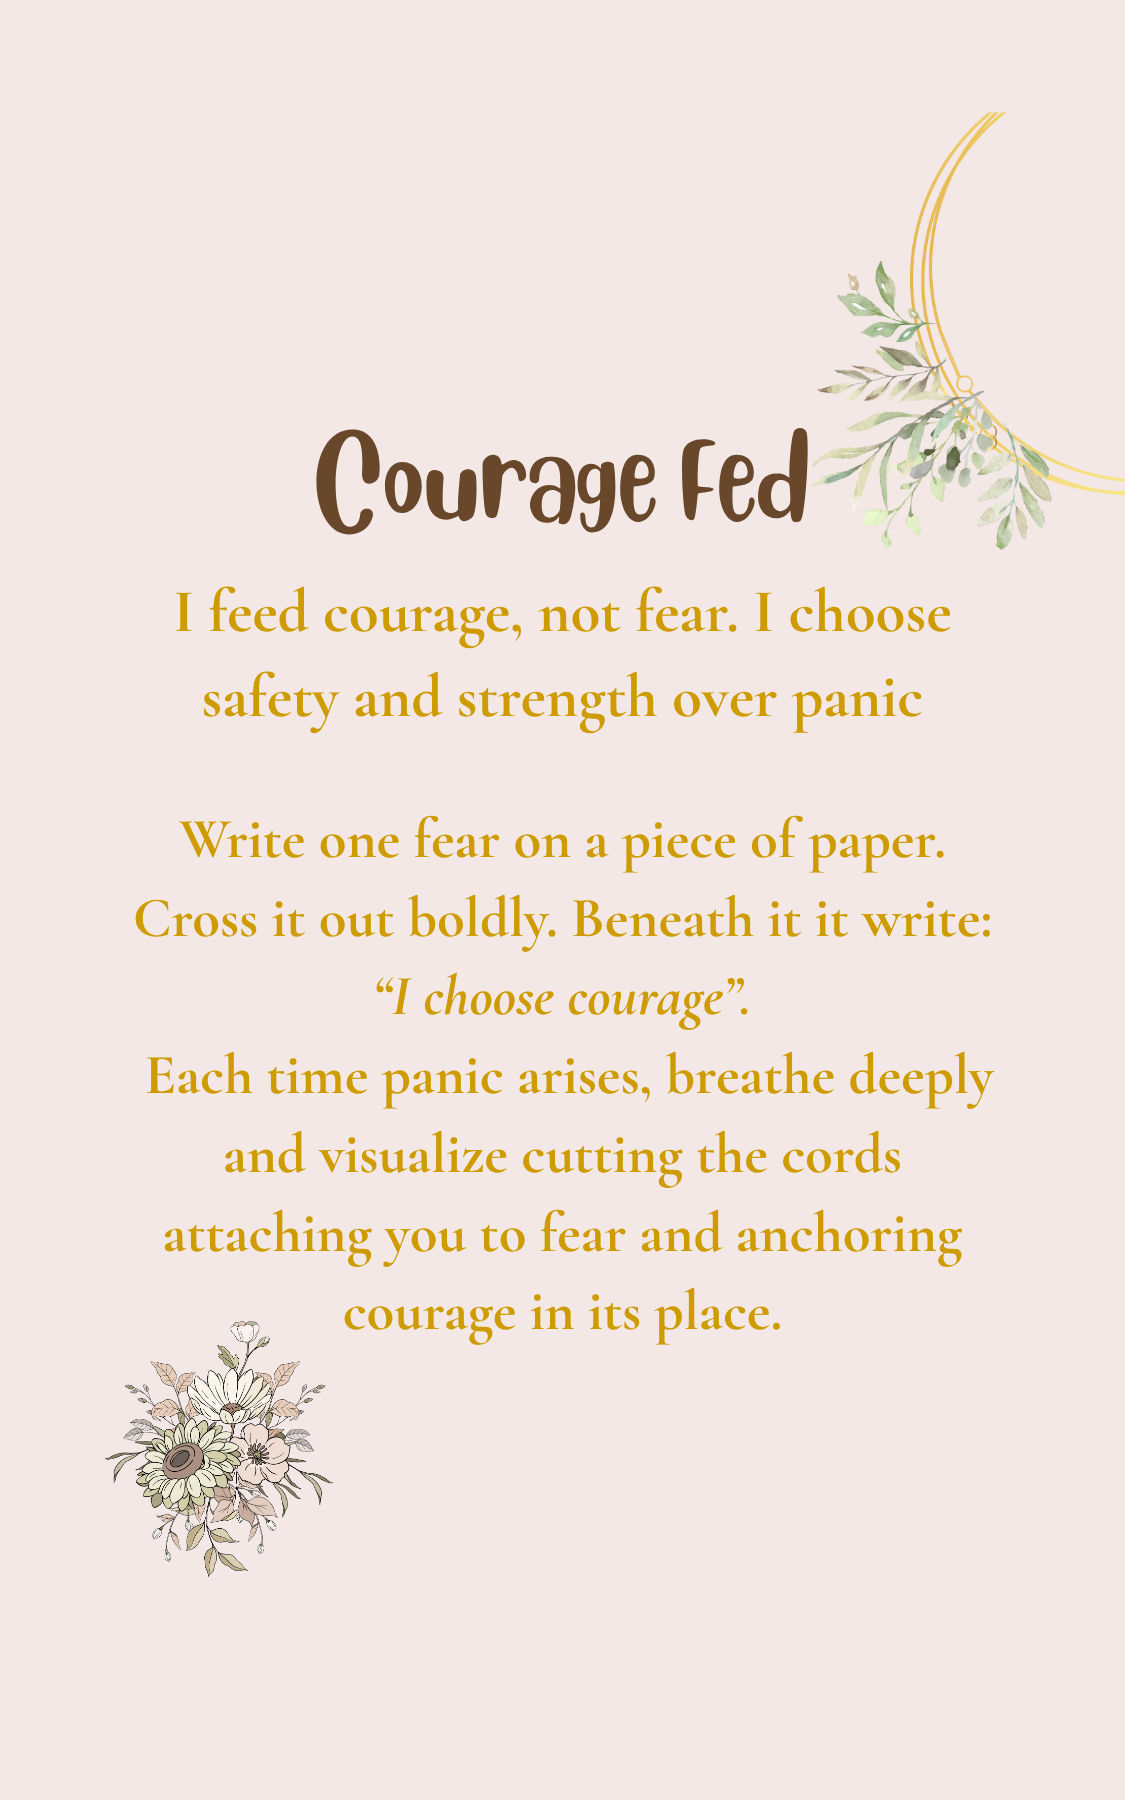 Courage Fed
I feed courage, not fear. I choose
safety and strength over panic
Write one fear on a piece of paper.
Cross it out boldly. Beneath it it write:
“I choose courage”.
Each time panic arises, breathe deeply
and visualize cutting the cords
attaching you to fear and anchoring
courage in its place.